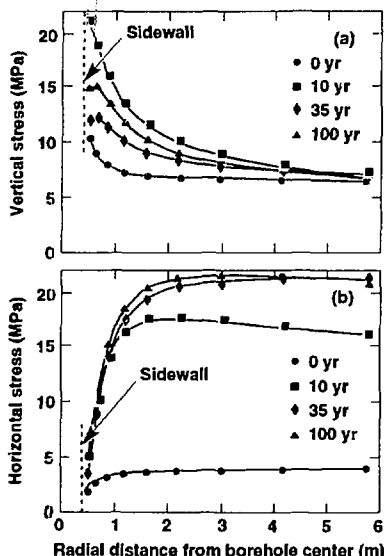 20
15
10
5
0
Vertical stress (MPa)
Sidewall
(a)
0 yr
10 yr
35 yr
100 yr
20
15
10
5
0
Horizontal stress (MPa)
(b)
0 yr
10 yr
35 yr
100 yr
Sidewall
0 1 2 3 4 5 6
Radial distance from borehole center (m)